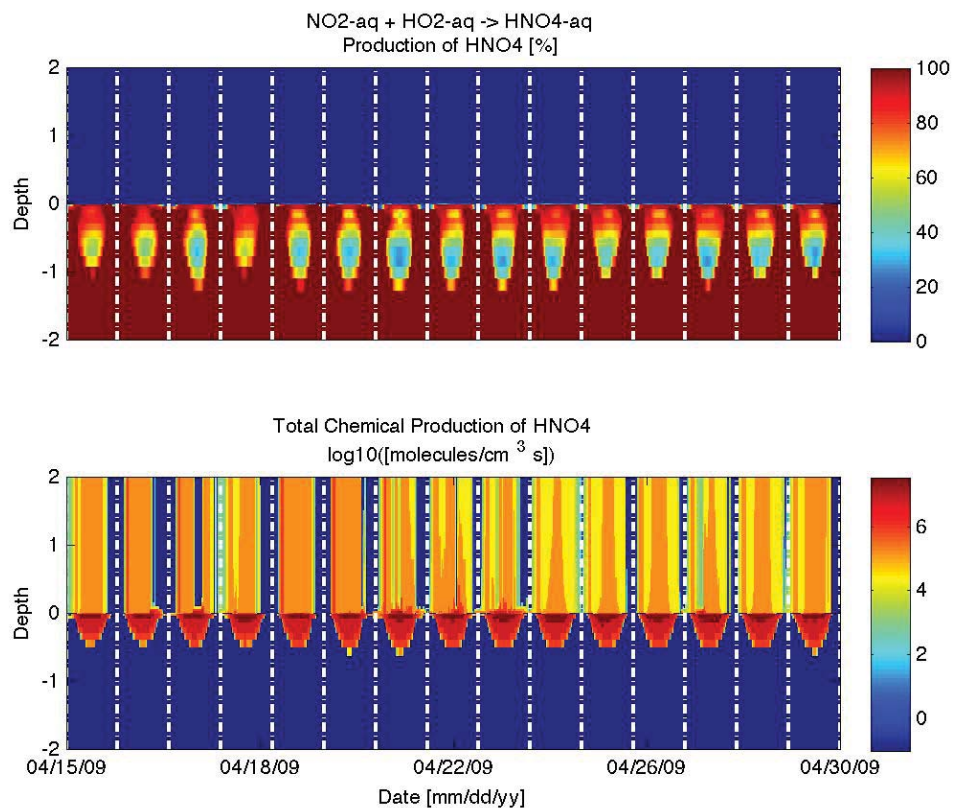 NO2-aq + HO2-aq -> HNO4-aq
Production of HNO4 [%]
2
1
0
-1
-2
Depth
100
80
60
40
20
0
Total Chemical Production of HNO4
log10([molecules/cm 3 s])
2
1
0
-1
-2
Depth
6
4
2
0
04/15/09 04/18/09 04/22/09 04/26/09 04/30/09
Date [mm/dd/yy]